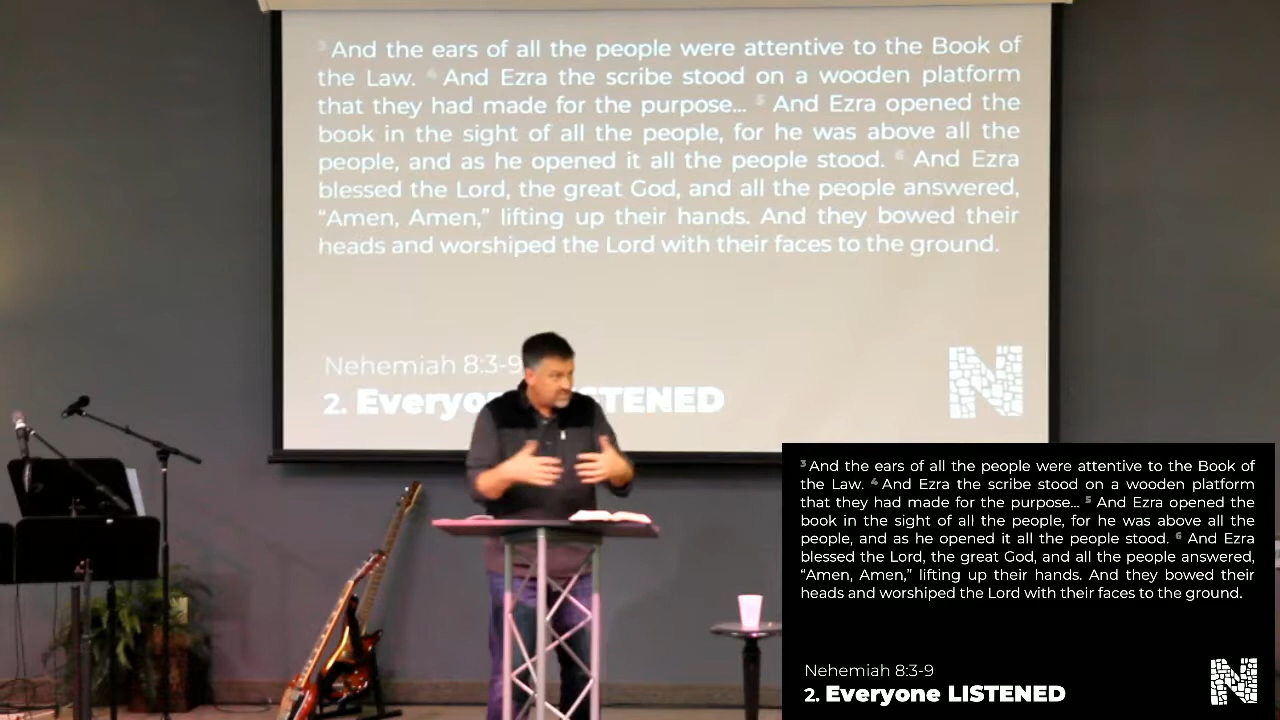 3 And the ears of all the people were attentive to the Book of
the Law. 4 And Ezra the scribe stood on a wooden platform
that they had made for the purpose... 5 And Ezra opened the
book in the sight of all the people, for he was above all the
people, and as he opened it all the people stood. 6 And Ezra
blessed the Lord, the great God, and all the people answered,
“Amen, Amen,” lifting up their hands. And they bowed their
heads and worshiped the Lord with their faces to the ground.
Nehemiah 8:3-9
2. Everyo STENED
N
3 And the ears of all the people were attentive to the Book of
the Law. 4 And Ezra the scribe stood on a wooden platform
that they had made for the purpose... 5 And Ezra opened the
book in the sight of all the people, for he was above all the
people, and as he opened it all the people stood. 6 And Ezra
blessed the Lord, the great God, and all the people answered,
“Amen, Amen,” lifting up their hands. And they bowed their
heads and worshiped the Lord with their faces to the ground.
Nehemiah 8:3-9
2. Everyone LISTENED
N